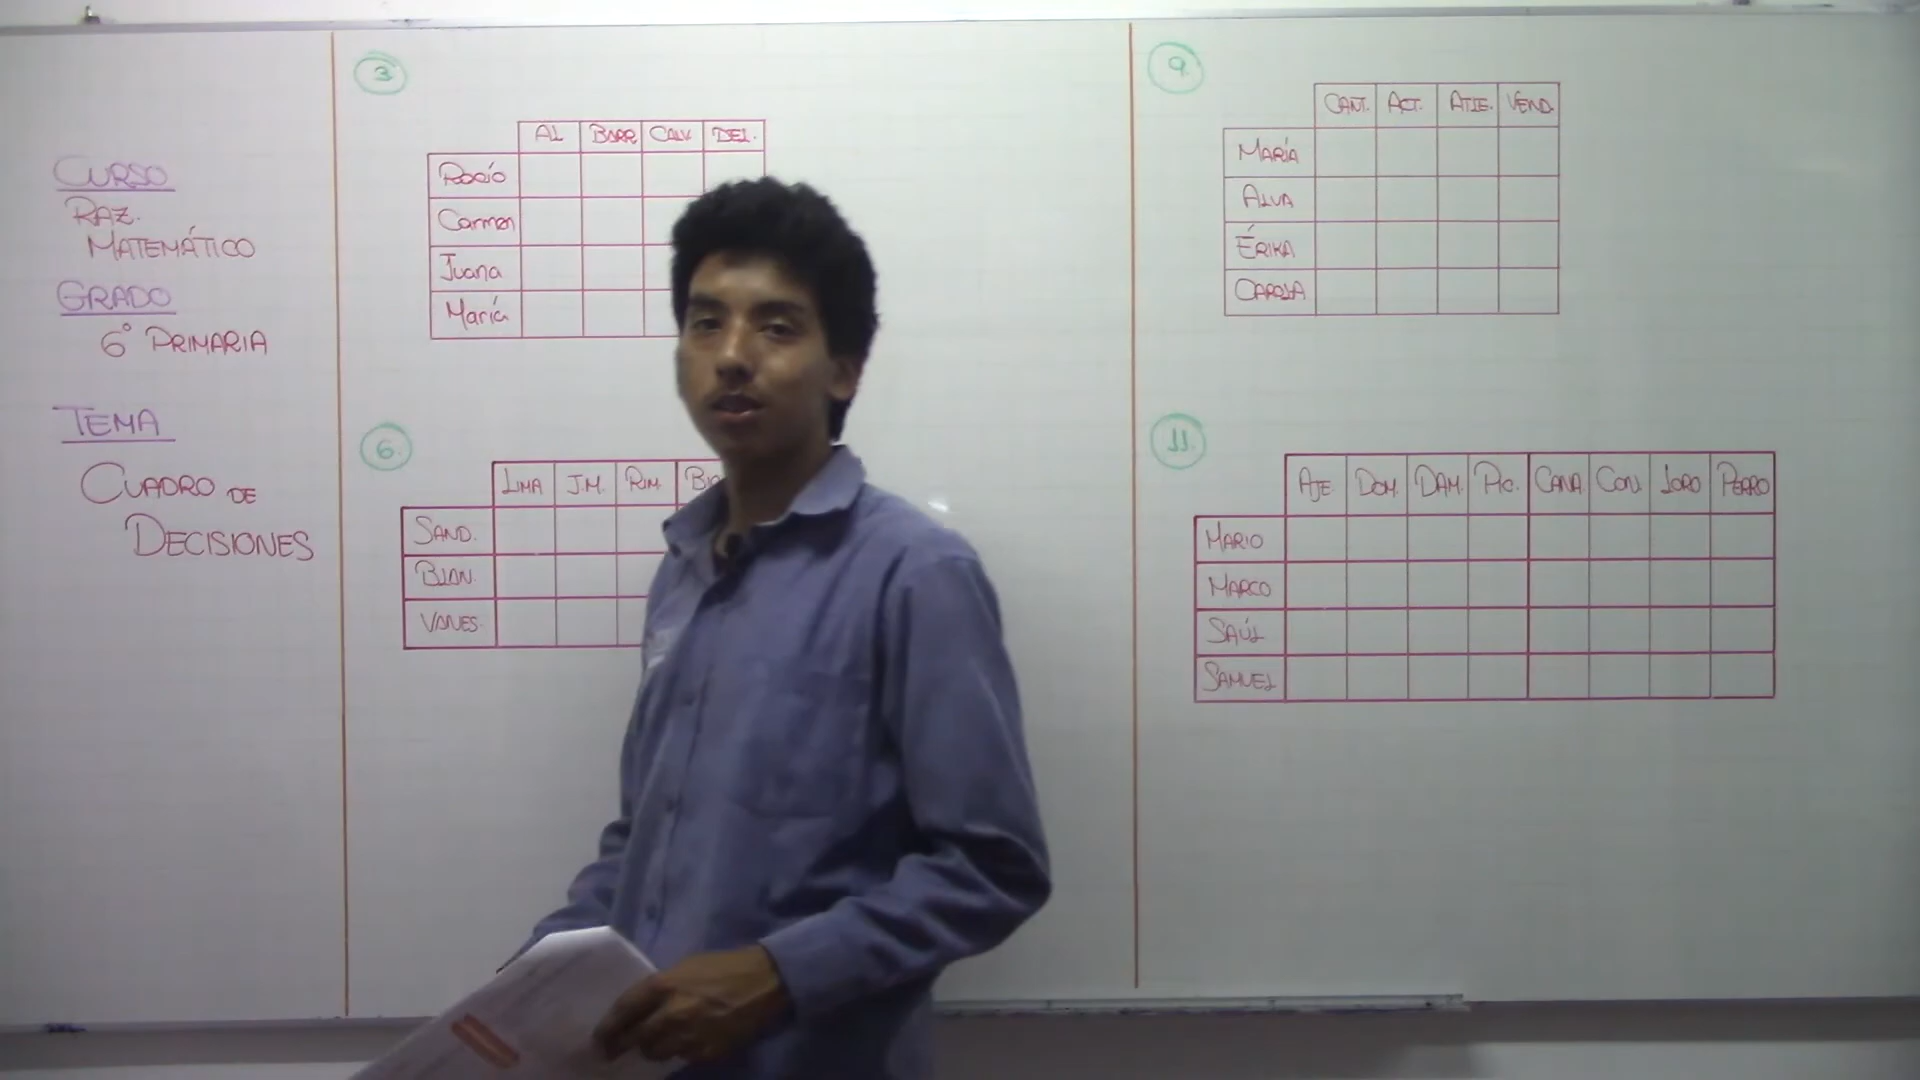 CURSO
RAZ.
MATEMÁTICO
GRADO
6° PRIMARIA
TEMA
CUADRO DE
DECISIONES
3
AL BARR CALV. DEL.
Rocío
Carmen
Juana
María
6.
LIMA J.M. RIM.
SAND.
BLAN.
VANES.
9.
CANT. ACT. ATLE. VEND.
MARÍA
ALVA
ÉRIKA
CAROLA
11.
AJE DOM. DAM. PIC. CANA. CON. LORO PERRO
MARIO
MARCO
SAÚL
SAMUEL